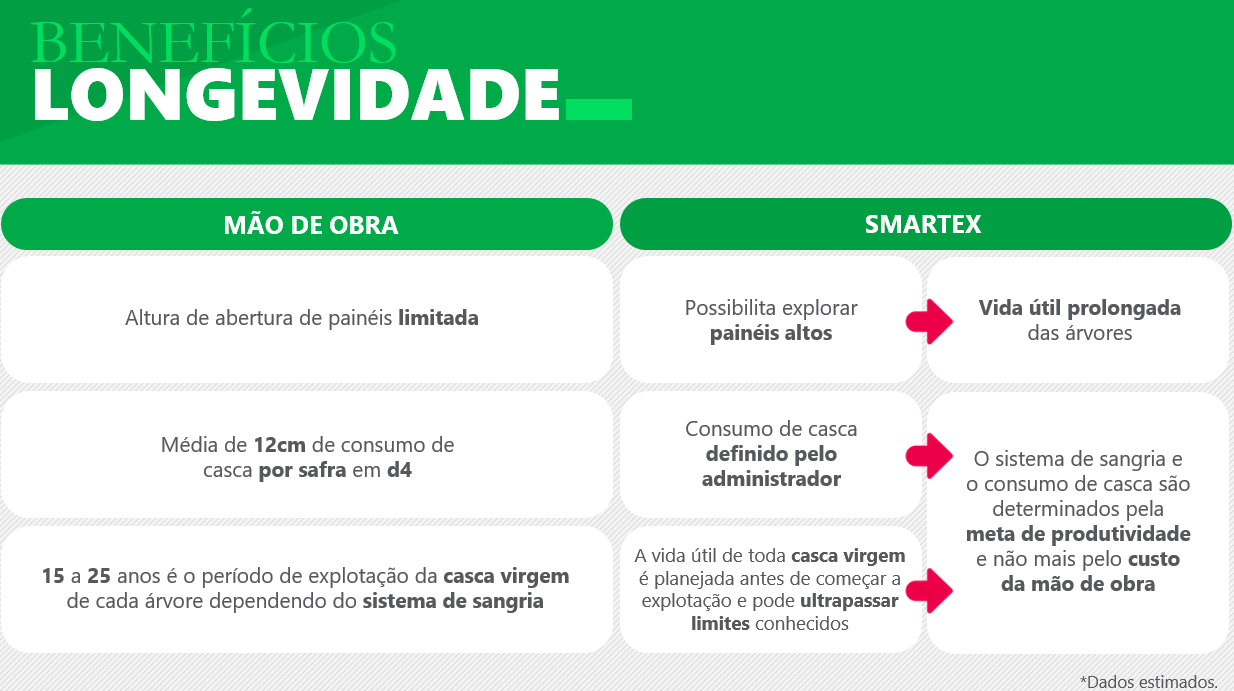 BENEFÍCIOS
LONGEVIDADE
MÃO DE OBRA
SMARTEX
Altura de abertura de painéis limitada
Possibilita explorar
painéis altos
Vida útil prolongada
das árvores
Média de 12cm de consumo de
casca por safra em d4
Consumo de casca
definido pelo
administrador
O sistema de sangria e
o consumo de casca são
determinados pela
meta de produtividade
e não mais pelo custo
da mão de obra
15 a 25 anos é o período de explotação da casca virgem
de cada árvore dependendo do sistema de sangria
A vida útil de toda casca virgem
é planejada antes de começar a
explotação e pode ultrapassar
limites conhecidos
*Dados estimados.